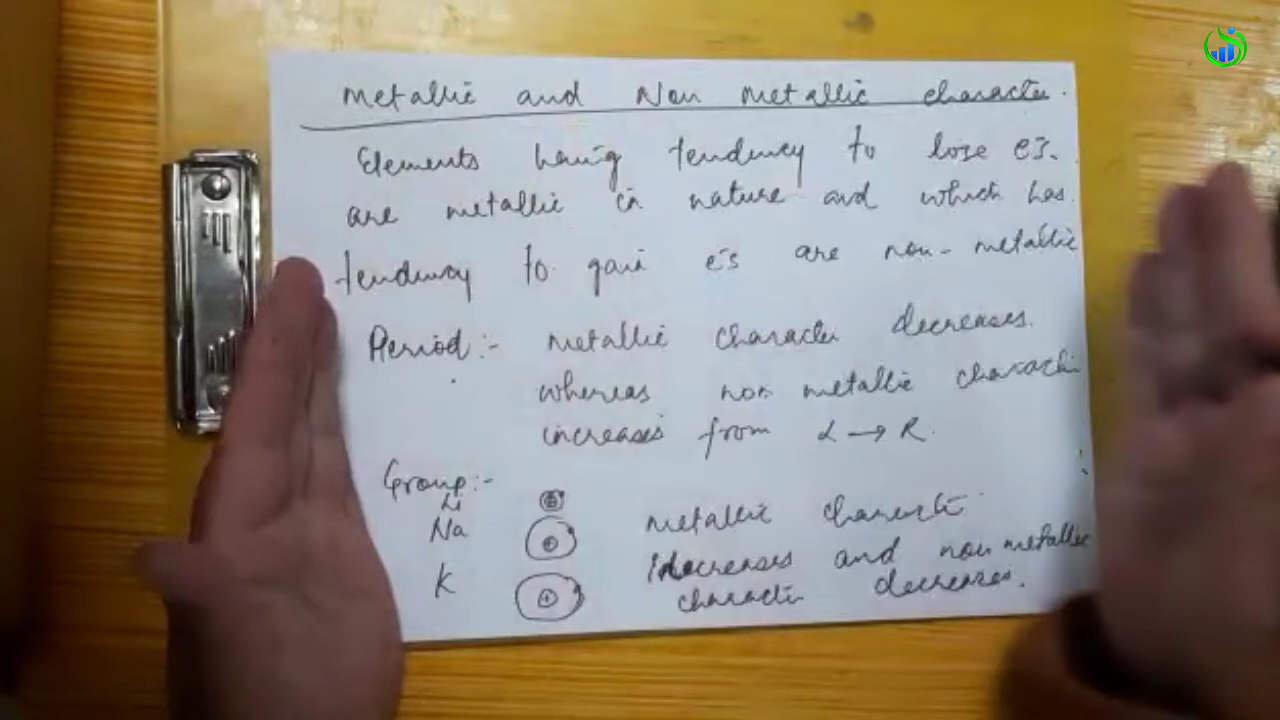 Metallic and Non metallic character.
Elements having tendency to lose e⁻s.
are metallic in nature and which has
tendency to gain e⁻s are non-metallic
Period:- metallic character decreases.
whereas non metallic character
increases from L → R.
Group:-
Li
Na metallic character
increases and non metallic
K character decreases.